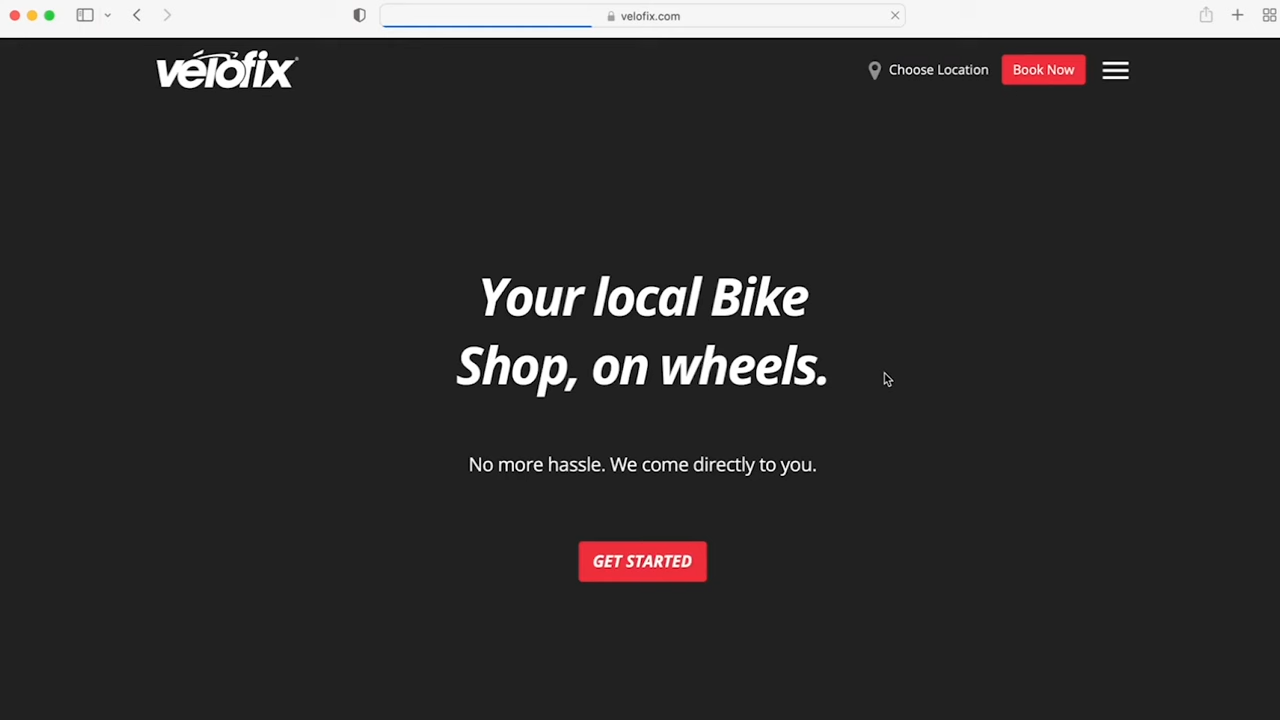 velofix.com
vélofix
Choose Location
Book Now
Your local Bike
Shop, on wheels.
No more hassle. We come directly to you.
GET STARTED